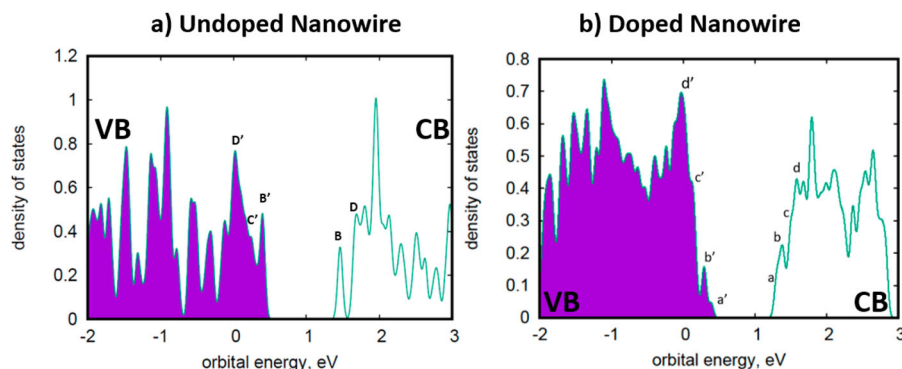 a) Undoped Nanowire
1.2
1
0.8
0.6
0.4
0.2
0
density of states
VB
CB
D'
C'
B'
B
D
-2
-1
0
1
2
3
orbital energy, eV
b) Doped Nanowire
0.8
0.7
0.6
0.5
0.4
0.3
0.2
0.1
0
density of states
d'
c'
b'
a'
a
b
c
d
VB
CB
-2
-1
0
1
2
3
orbital energy, eV